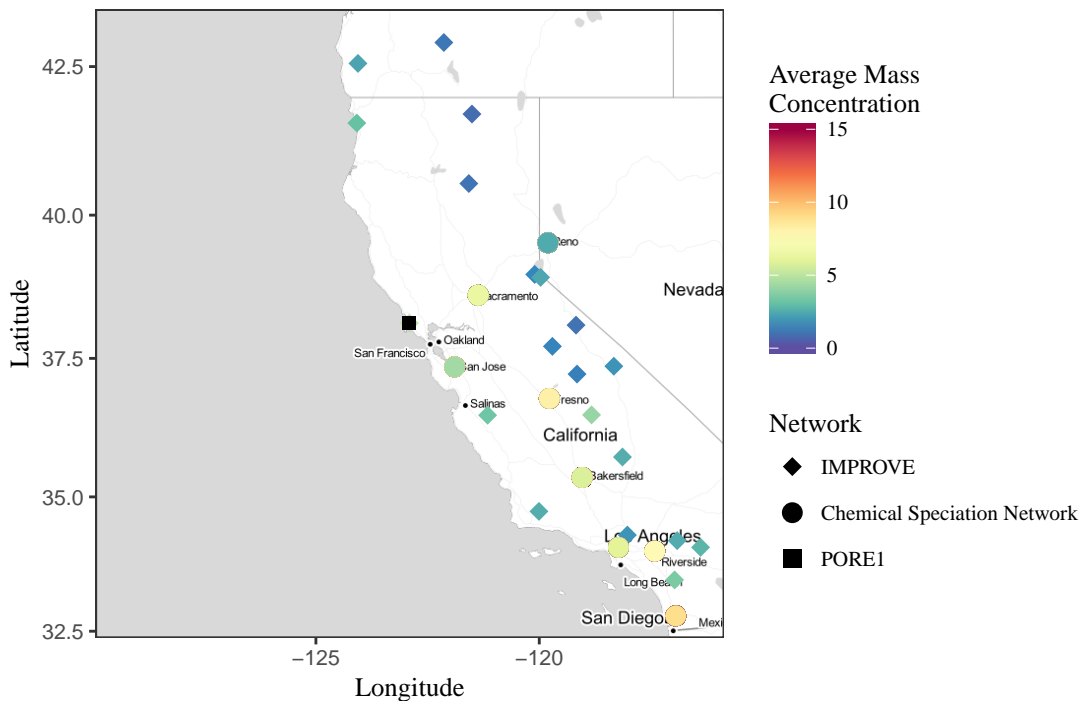 42.5
40.0
37.5
35.0
32.5
Latitude
−125
−120
Longitude
Reno
Sacramento
Nevada
Oakland
San Francisco
San Jose
Salinas
Fresno
California
Bakersfield
Los Angeles
Riverside
Long Beach
San Diego
Mexi
Average Mass
Concentration
15
10
5
0
Network
IMPROVE
Chemical Speciation Network
PORE1